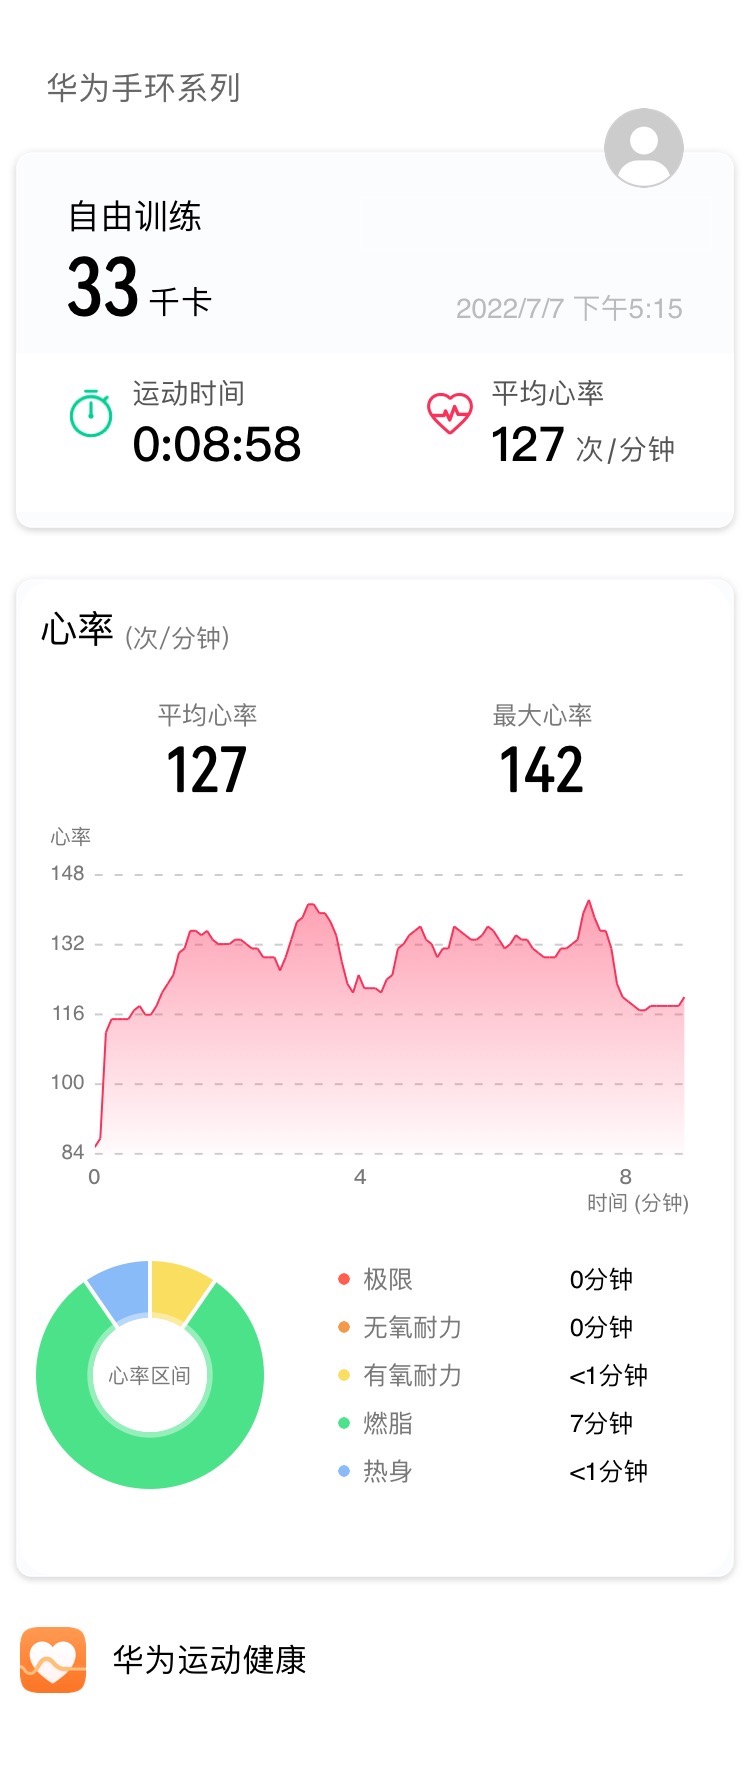 华为手环系列
自由训练
33 千卡
2022/7/7 下午5:15
运动时间
0:08:58
平均心率
127 次/分钟
心率 (次/分钟)
平均心率
127
最大心率
142
心率
148
132
116
100
84
0 4 8
时间 (分钟)
心率区间
极限 0分钟
无氧耐力 0分钟
有氧耐力 <1分钟
燃脂 7分钟
热身 <1分钟
华为运动健康